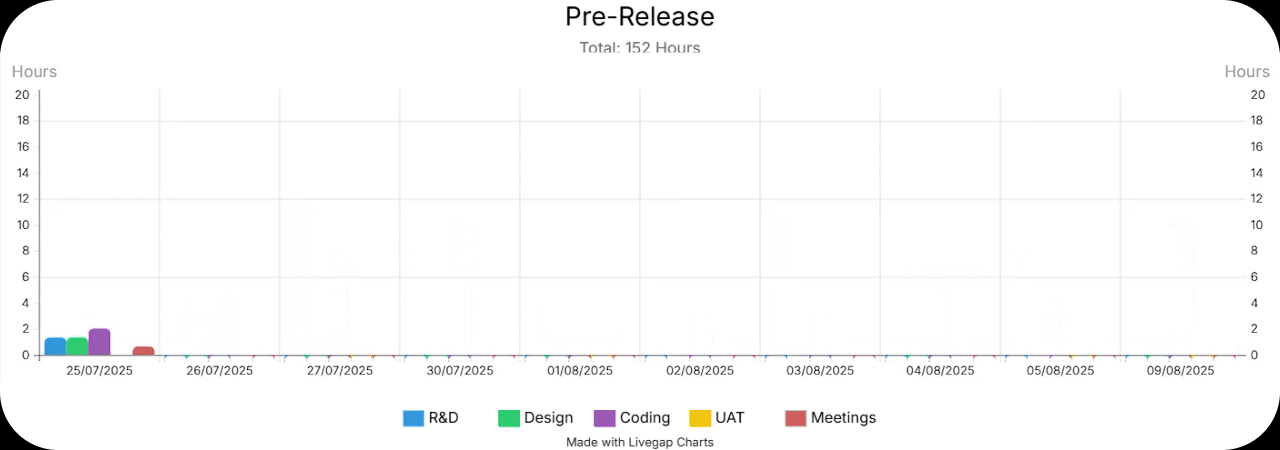 Pre-Release
Total: 152 Hours
Hours Hours
20 20
18 18
16 16
14 14
12 12
10 10
8 8
6 6
4 4
2 2
0 0
25/07/2025 26/07/2025 27/07/2025 30/07/2025 01/08/2025 02/08/2025 03/08/2025 04/08/2025 05/08/2025 09/08/2025
R&D Design Coding UAT Meetings
Made with Livegap Charts